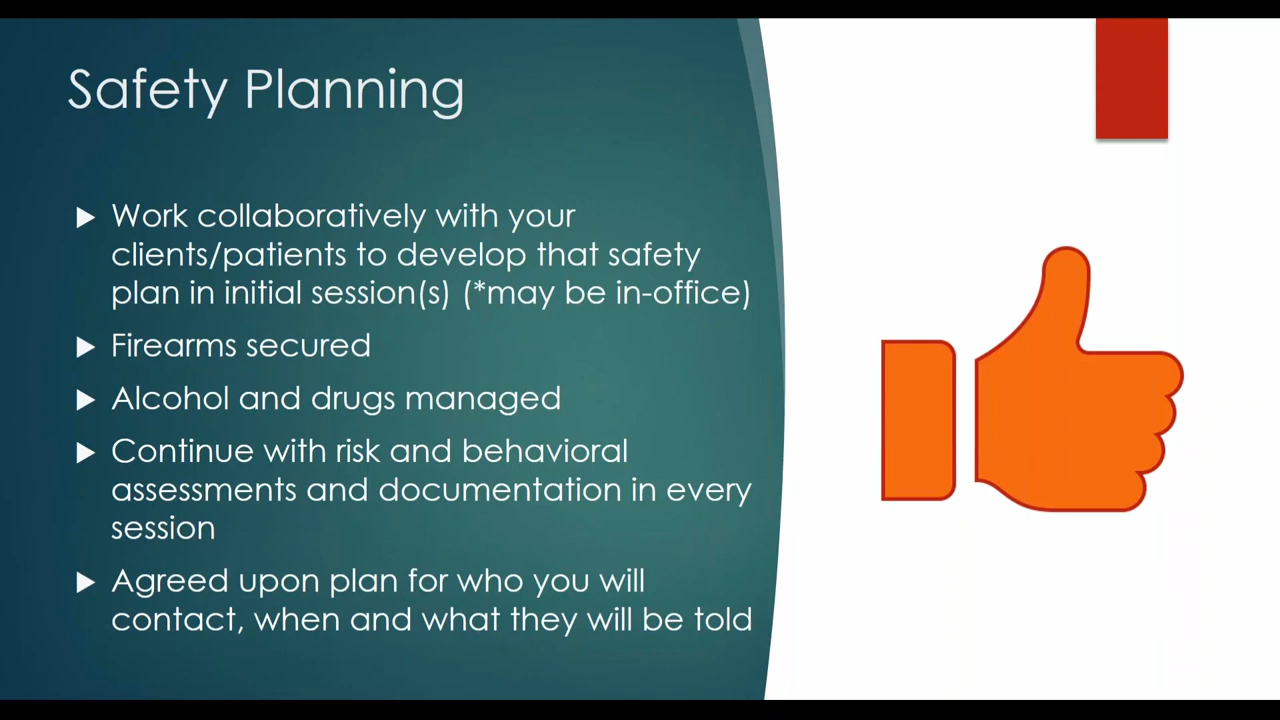 Safety Planning
Work collaboratively with your
clients/patients to develop that safety
plan in initial session(s) (*may be in-office)
Firearms secured
Alcohol and drugs managed
Continue with risk and behavioral
assessments and documentation in every
session
Agreed upon plan for who you will
contact, when and what they will be told